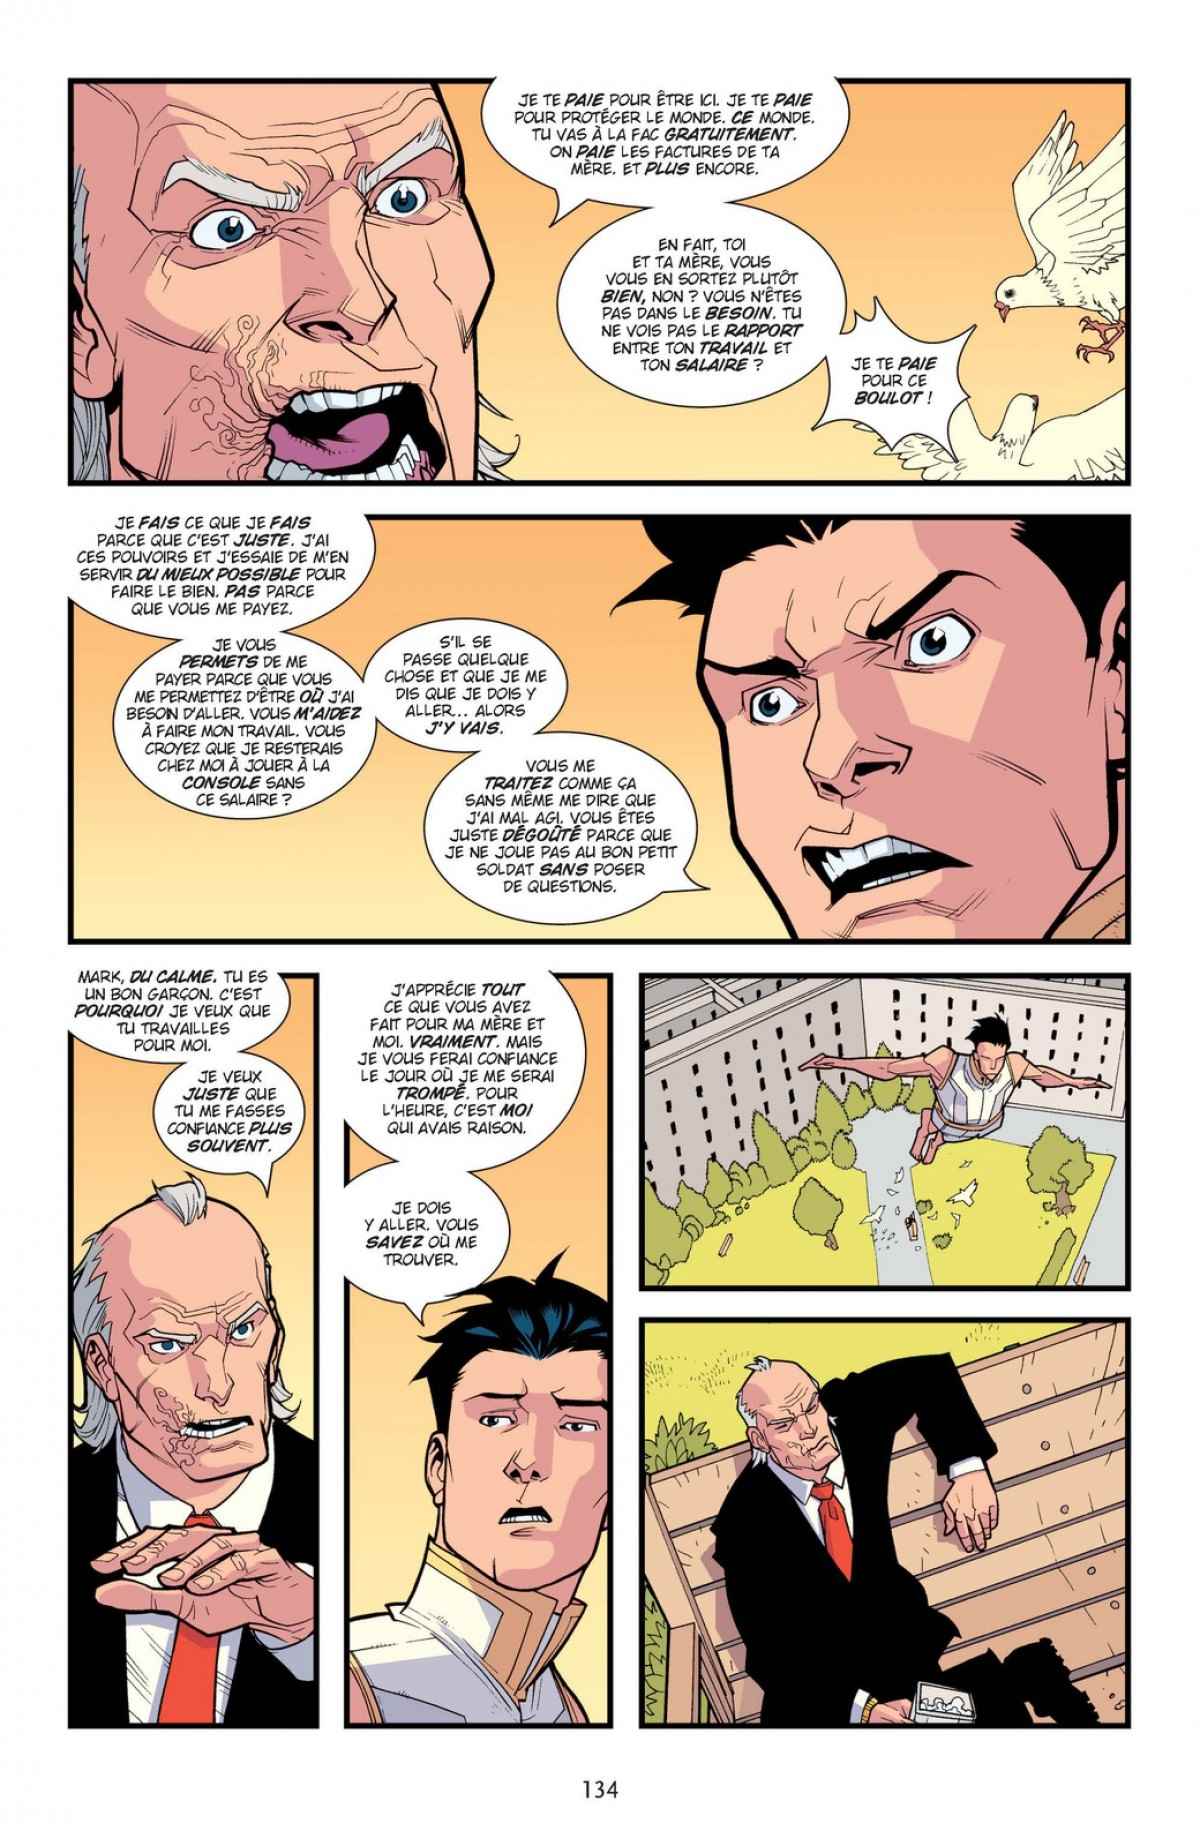 JE TE PAIE POUR ÊTRE ICI. JE TE PAIE
POUR PROTÉGER LE MONDE. CE MONDE.
TU VAS À LA FAC GRATUITEMENT.
ON PAIE LES FACTURES DE TA
MÈRE. ET PLUS ENCORE.
EN FAIT, TOI
ET TA MÈRE, VOUS
VOUS EN SORTEZ PLUTÔT
BIEN, NON ? VOUS N'ÊTES
PAS DANS LE BESOIN. TU
NE VOIS PAS LE RAPPORT
ENTRE TON TRAVAIL ET
TON SALAIRE ?
JE TE PAIE
POUR CE
BOULOT !
JE FAIS CE QUE JE FAIS
PARCE QUE C'EST JUSTE. J'AI
CES POUVOIRS ET J'ESSAIE DE M'EN
SERVIR DU MIEUX POSSIBLE POUR
FAIRE LE BIEN. PAS PARCE
QUE VOUS ME PAYEZ.
JE VOUS
PERMETS DE ME
PAYER PARCE QUE VOUS
ME PERMETTEZ D'ÊTRE OÙ J'AI
BESOIN D'ALLER. VOUS M'AIDEZ
À FAIRE MON TRAVAIL. VOUS
CROYEZ QUE JE RESTERAIS
CHEZ MOI À JOUER À LA
CONSOLE SANS
CE SALAIRE ?
S'IL SE
PASSE QUELQUE
CHOSE ET QUE JE ME
DIS QUE JE DOIS Y
ALLER... ALORS
J'Y VAIS.
VOUS ME
TRAITEZ COMME ÇA
SANS MÊME ME DIRE QUE
J'AI MAL AGI. VOUS ÊTES
JUSTE DÉGOÛTÉ PARCE QUE
JE NE JOUE PAS AU BON PETIT
SOLDAT SANS POSER
DE QUESTIONS.
MARK, DU CALME. TU ES
UN BON GARÇON. C'EST
POURQUOI JE VEUX QUE
TU TRAVAILLES
POUR MOI.
JE VEUX
JUSTE QUE
TU ME FASSES
CONFIANCE PLUS
SOUVENT.
J'APPRÉCIE TOUT
CE QUE VOUS AVEZ
FAIT POUR MA MÈRE ET
MOI. VRAIMENT. MAIS
JE VOUS FERAI CONFIANCE
LE JOUR OÙ JE ME SERAI
TROMPÉ. POUR
L'HEURE, C'EST MOI
QUI AVAIS RAISON.
JE DOIS
Y ALLER. VOUS
SAVEZ OÙ ME
TROUVER.
134